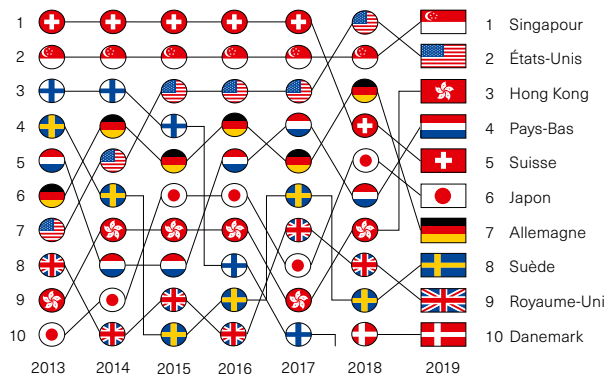 1
2
3
4
5
6
7
8
9
10
1 Singapour
2 États-Unis
3 Hong Kong
4 Pays-Bas
5 Suisse
6 Japon
7 Allemagne
8 Suède
9 Royaume-Uni
10 Danemark
2013 2014 2015 2016 2017 2018 2019